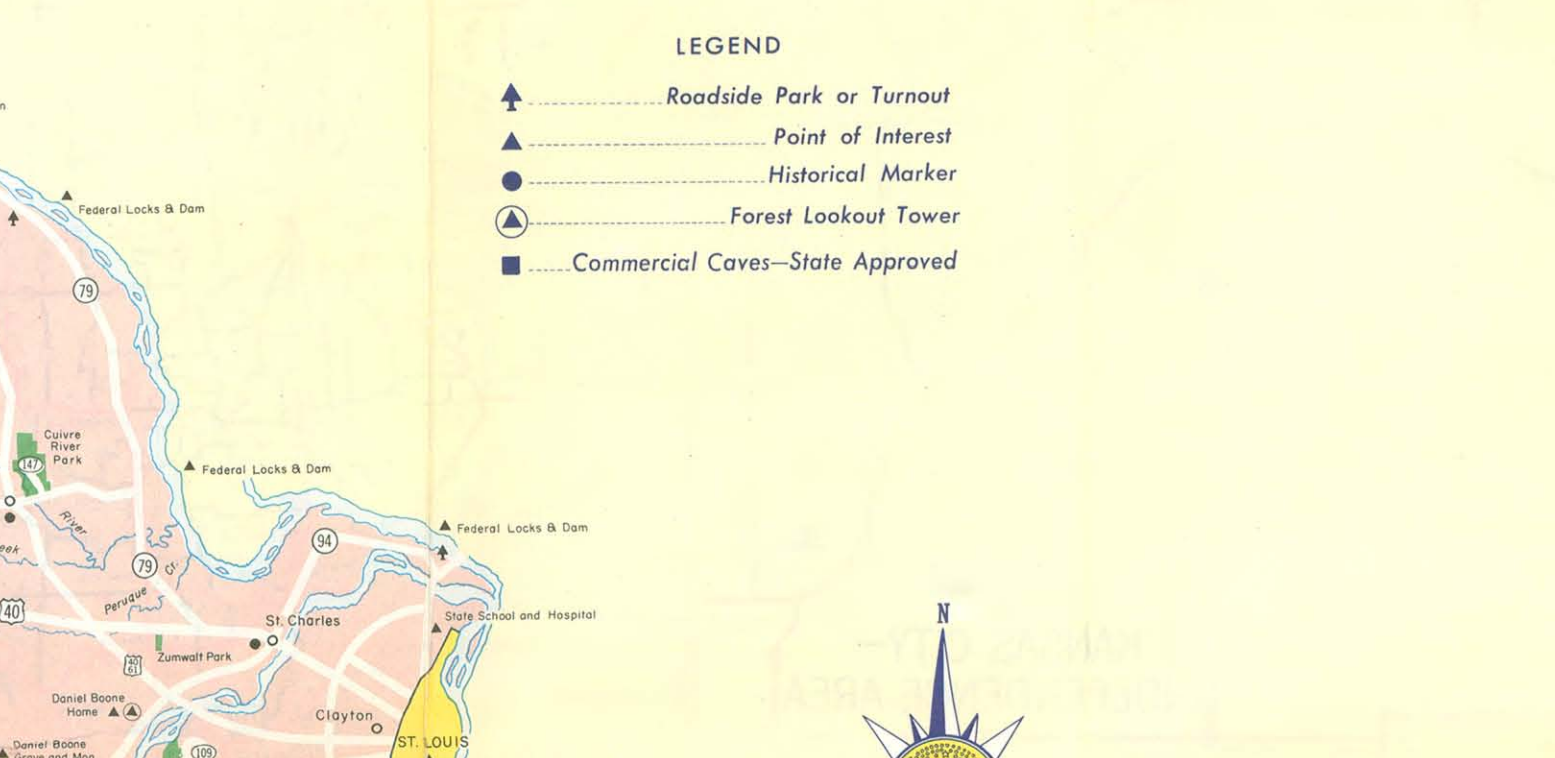 LEGEND
Roadside Park or Turnout
Point of Interest
Historical Marker
Forest Lookout Tower
Commercial Caves—State Approved
Federal Locks & Dam
79
Cuivre
River
Park
147
Federal Locks & Dam
River
Federal Locks & Dam
94
79
Peruque Cr.
40
State School and Hospital
St. Charles
Zumwalt Park
40
61
Daniel Boone
Home
Clayton
ST. LOUIS
Daniel Boone
109
N